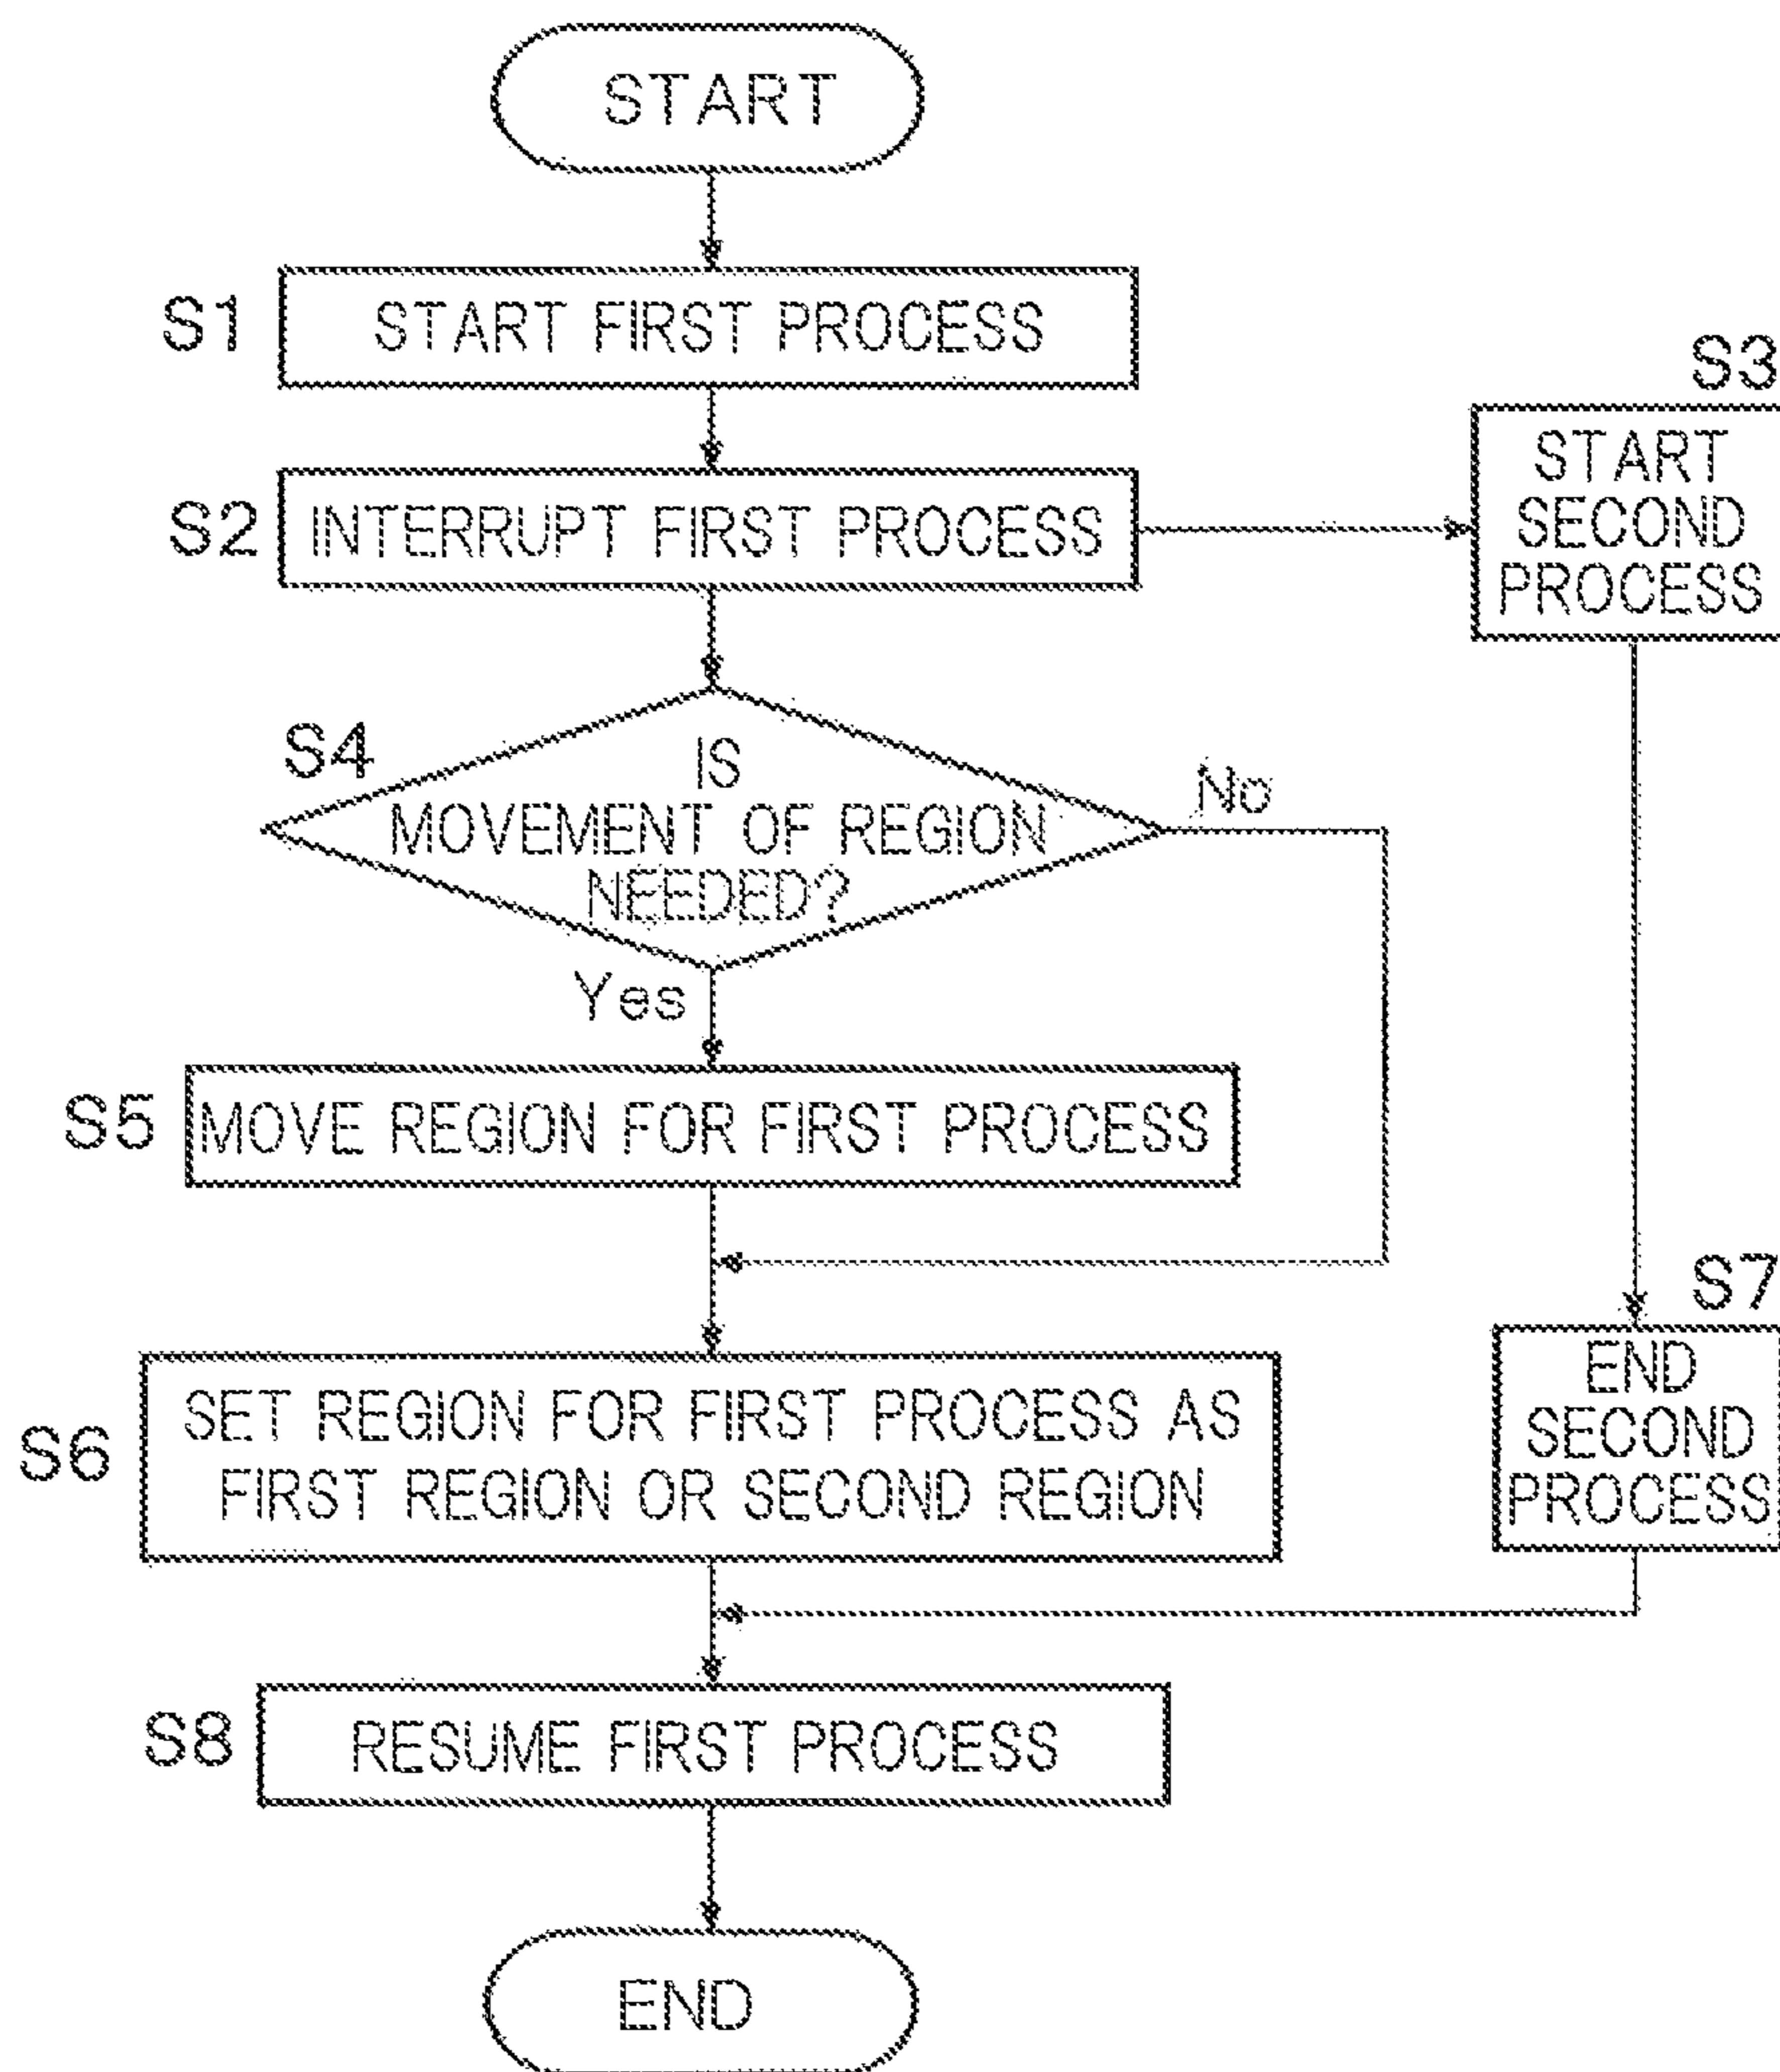 START
S1
START FIRST PROCESS
S2
INTERRUPT FIRST PROCESS
S3
START
SECOND
PROCESS
S4
IS
MOVEMENT OF REGION
NEEDED?
No
Yes
S5
MOVE REGION FOR FIRST PROCESS
S6
SET REGION FOR FIRST PROCESS AS
FIRST REGION OR SECOND REGION
S7
END
SECOND
PROCESS
S8
RESUME FIRST PROCESS
END